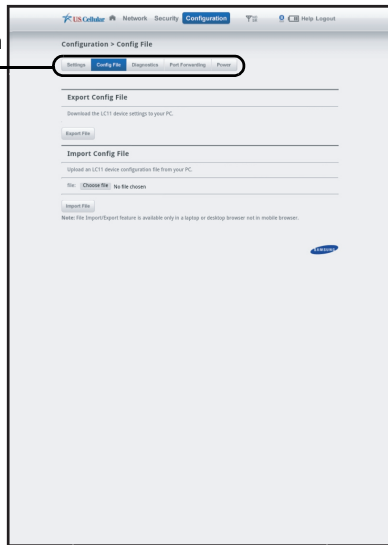 US Cellular Network Security Configuration Help Logout
Configuration > Config File
Settings Config File Diagnostics Port Forwarding Power
Export Config File
Download the LC11 device settings to your PC.
Export File
Import Config File
Upload an LC11 device configuration file from your PC.
file: Choose file No file chosen
Import File
Note: File Import/Export feature is available only in a laptop or desktop browser not in mobile browser.
SAMSUNG